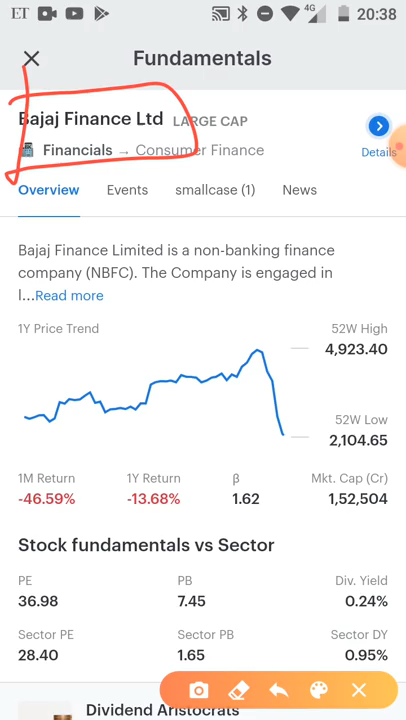 ET 4G 20:38
Fundamentals
Bajaj Finance Ltd LARGE CAP
Financials → Consumer Finance
Details
Overview Events smallcase (1) News
Bajaj Finance Limited is a non-banking finance
company (NBFC). The Company is engaged in
I...Read more
1Y Price Trend 52W High
4,923.40
52W Low
2,104.65
1M Return 1Y Return β Mkt. Cap (Cr)
-46.59% -13.68% 1.62 1,52,504
Stock fundamentals vs Sector
PE PB Div. Yield
36.98 7.45 0.24%
Sector PE Sector PB Sector DY
28.40 1.65 0.95%
Dividend Aristocrats